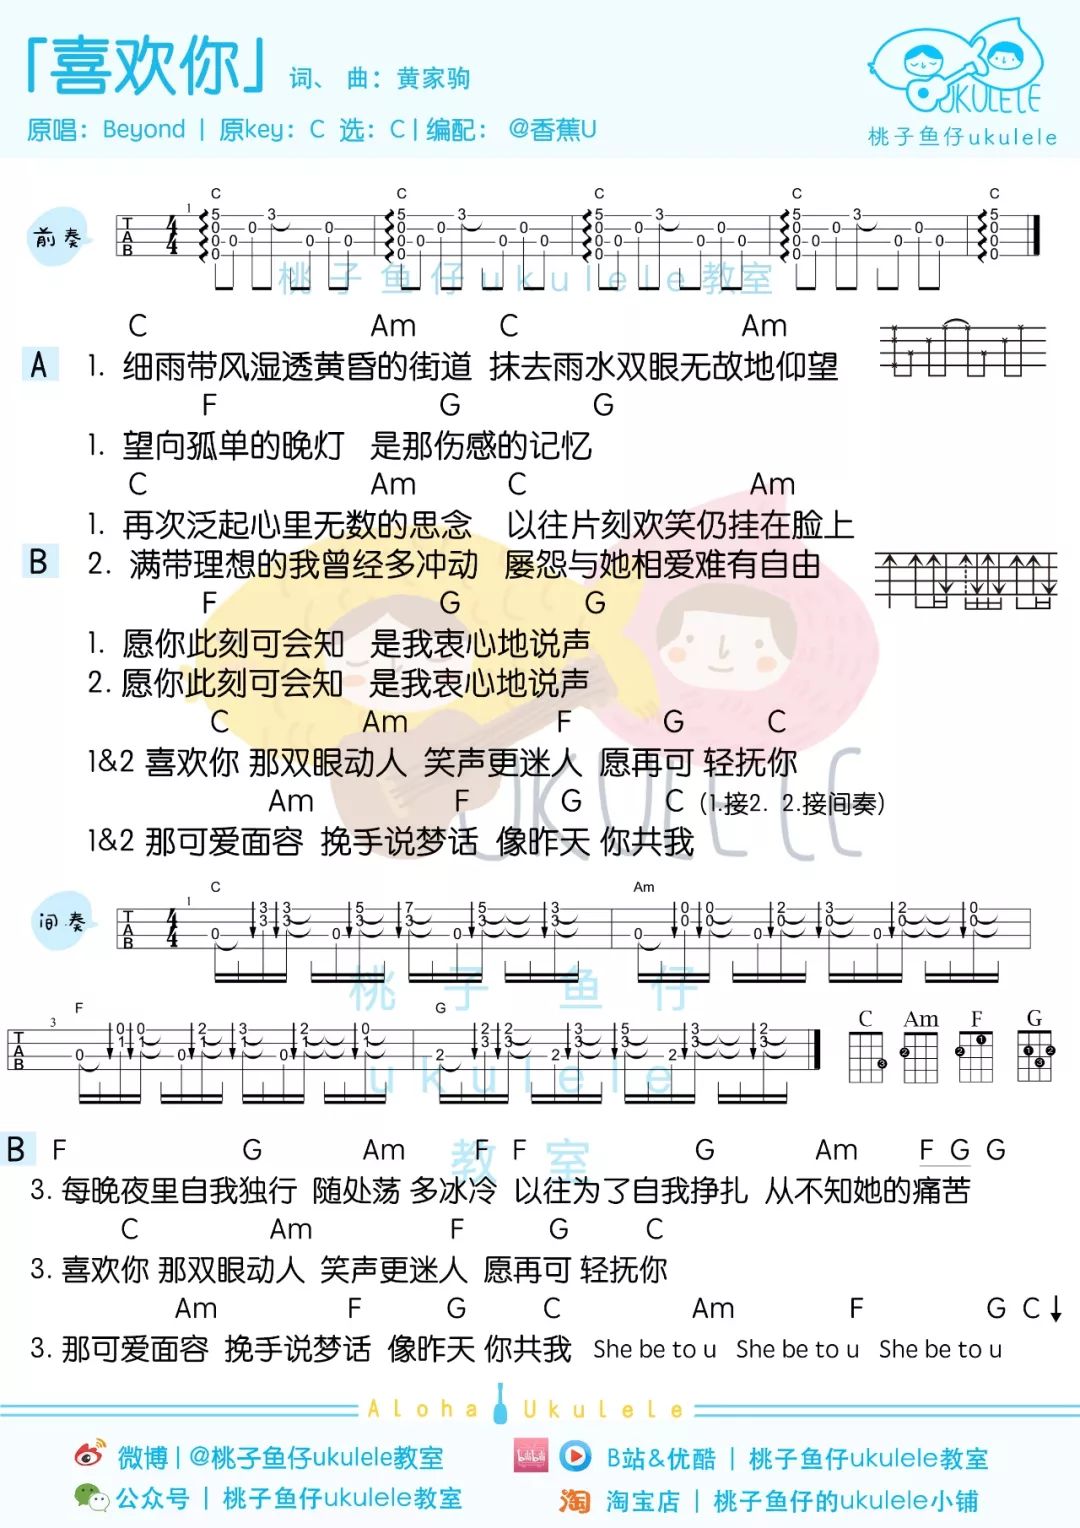 「喜欢你」 词、 曲：黄家驹
原唱：Beyond | 原key：C 选：C | 编配： @香蕉U
UKULELE
桃子鱼仔ukulele
C C C C C
前奏
1
T A B 4 4 5 0 0 0 0 0 3 0 0 0 5 0 0 0 0 0 3 0 0 0 5 0 0 0 0 0 3 0 0 0 5 0 0 0 0 0 3 0 0 0 5 0 0 0
桃子鱼仔ukulele教室
C Am C Am
A 1. 细雨带风湿透黄昏的街道 抹去雨水双眼无故地仰望
F G G
1. 望向孤单的晚灯 是那伤感的记忆
C Am C Am
1. 再次泛起心里无数的思念 以往片刻欢笑仍挂在脸上
B 2. 满带理想的我曾经多冲动 屡怨与她相爱难有自由
F G G
1. 愿你此刻可会知 是我衷心地说声
2. 愿你此刻可会知 是我衷心地说声
C Am F G C
1&2 喜欢你 那双眼动人 笑声更迷人 愿再可 轻抚你
Am F G C (1.接2. 2.接间奏)
1&2 那可爱面容 挽手说梦话 像昨天 你共我
UKULELE
C Am
间奏
1
T A B 4 4 0 3 3 3 3 0 5 3 7 3 0 5 3 3 3 0 0 0 0 0 0 2 0 3 0 0 2 0 0 0
桃子鱼仔
F G
3
T A B 0 0 1 0 1 0 2 1 3 1 0 2 1 0 1 2 2 3 2 3 2 3 3 5 3 2 3 3 2 3
C Am F G
ukulele
教室
B F G Am F F G Am F G G
3. 每晚夜里自我独行 随处荡 多冰冷 以往为了自我挣扎 从不知她的痛苦
C Am F G C
3. 喜欢你 那双眼动人 笑声更迷人 愿再可 轻抚你
Am F G C Am F G C↓
3. 那可爱面容 挽手说梦话 像昨天 你共我 She be to u She be to u She be to u
Aloha Ukulele
微博 | @桃子鱼仔ukulele教室
B站&优酷 | 桃子鱼仔ukulele教室
公众号 | 桃子鱼仔ukulele教室
淘 淘宝店 | 桃子鱼仔的ukulele小铺